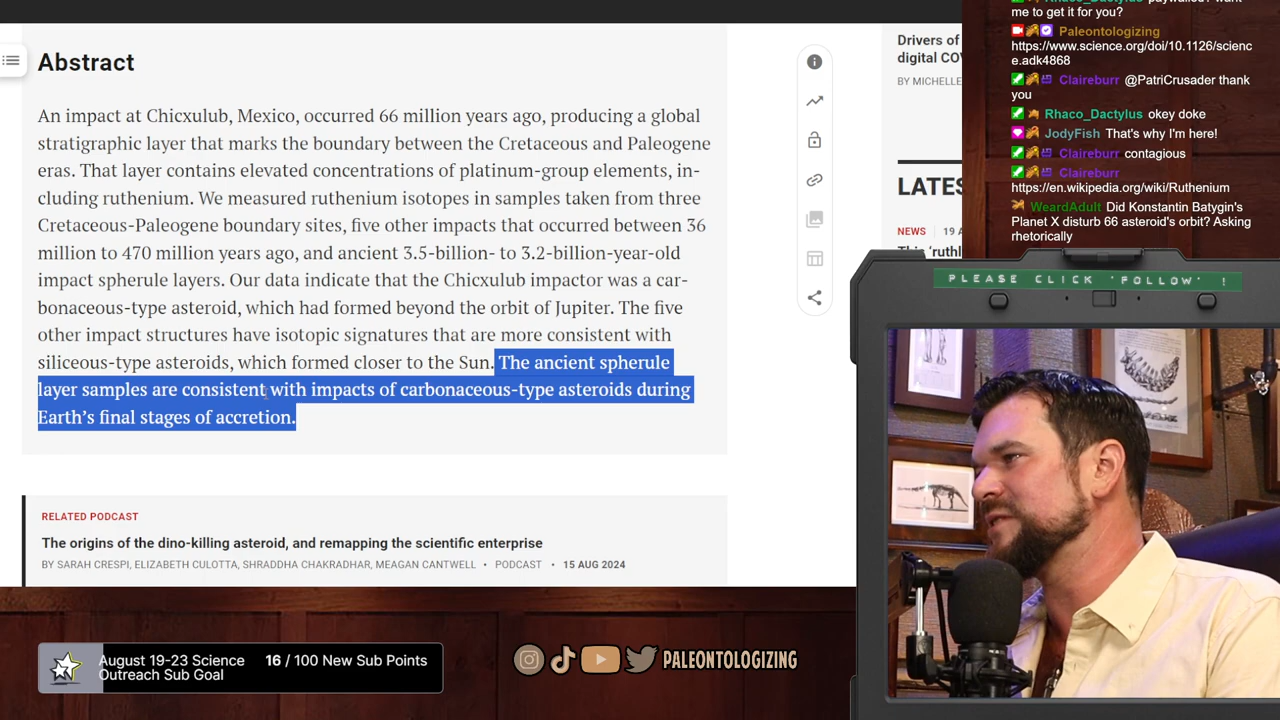 Abstract
An impact at Chicxulub, Mexico, occurred 66 million years ago, producing a global
stratigraphic layer that marks the boundary between the Cretaceous and Paleogene
eras. That layer contains elevated concentrations of platinum-group elements, in-
cluding ruthenium. We measured ruthenium isotopes in samples taken from three
Cretaceous-Paleogene boundary sites, five other impacts that occurred between 36
million to 470 million years ago, and ancient 3.5-billion- to 3.2-billion-year-old
impact spherule layers. Our data indicate that the Chicxulub impactor was a car-
bonaceous-type asteroid, which had formed beyond the orbit of Jupiter. The five
other impact structures have isotopic signatures that are more consistent with
siliceous-type asteroids, which formed closer to the Sun. The ancient spherule
layer samples are consistent with impacts of carbonaceous-type asteroids during
Earth's final stages of accretion.
RELATED PODCAST
The origins of the dino-killing asteroid, and remapping the scientific enterprise
BY SARAH CRESPI, ELIZABETH CULOTTA, SHRADDHA CHAKRADHAR, MEAGAN CANTWELL • PODCAST • 15 AUG 2024
Drivers of
digital CO
BY MICHELLE
LATES
NEWS 19 A
me to get it for you?
Paleontologizing
https://www.science.org/doi/10.1126/scienc
e.adk4868
Claireburr @PatriCrusader thank
you
Rhaco_Dactylus okey doke
JodyFish That's why I'm here!
Claireburr contagious
Claireburr
https://en.wikipedia.org/wiki/Ruthenium
WeardAdult Did Konstantin Batygin's
Planet X disturb 66 asteroid's orbit? Asking
rhetorically
PLEASE CLICK 'FOLLOW' !
August 19-23 Science 16 / 100 New Sub Points
Outreach Sub Goal
PALEONTOLOGIZING